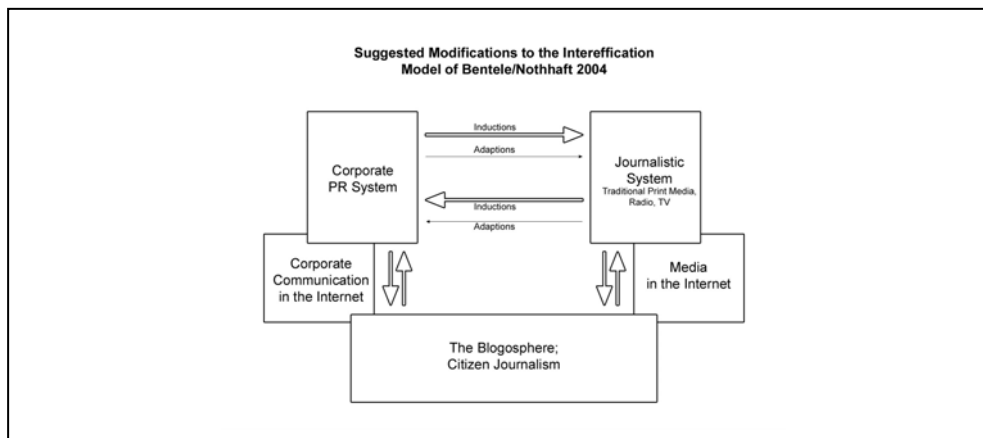 Suggested Modifications to the Intereffication
Model of Bentele/Nothhaft 2004
Inductions
Adaptions
Corporate
PR System
Journalistic
System
Traditional Print Media,
Radio, TV
Inductions
Adaptions
Corporate
Communication
in the Internet
Media
in the Internet
The Blogosphere;
Citizen Journalism